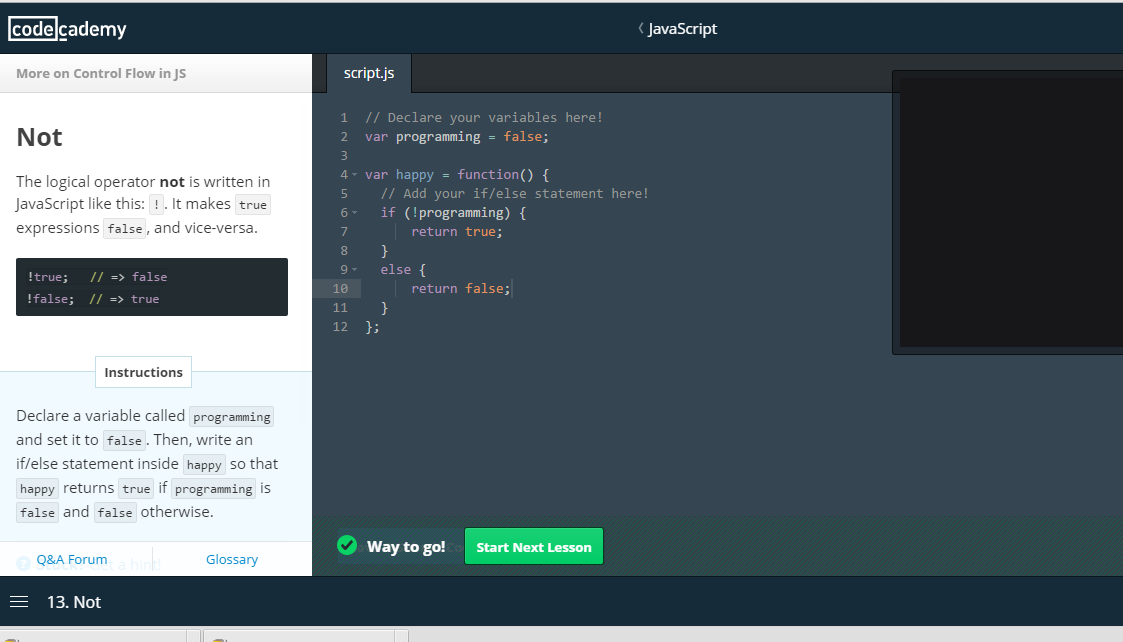 codecademy
〈 JavaScript
More on Control Flow in JS
script.js
Not
The logical operator not is written in
JavaScript like this: ! . It makes true
expressions false , and vice-versa.
!true;   // => false
!false;  // => true
Instructions
Declare a variable called programming
and set it to false . Then, write an
if/else statement inside happy so that
happy returns true if programming is
false and false otherwise.
Q&A Forum
Glossary
Stuck? Get a hint!
1 // Declare your variables here!
2 var programming = false;
3
4 var happy = function() {
5   // Add your if/else statement here!
6   if (!programming) {
7       return true;
8   }
9   else {
10       return false;
11   }
12 };
Way to go!
Start Next Lesson
13. Not